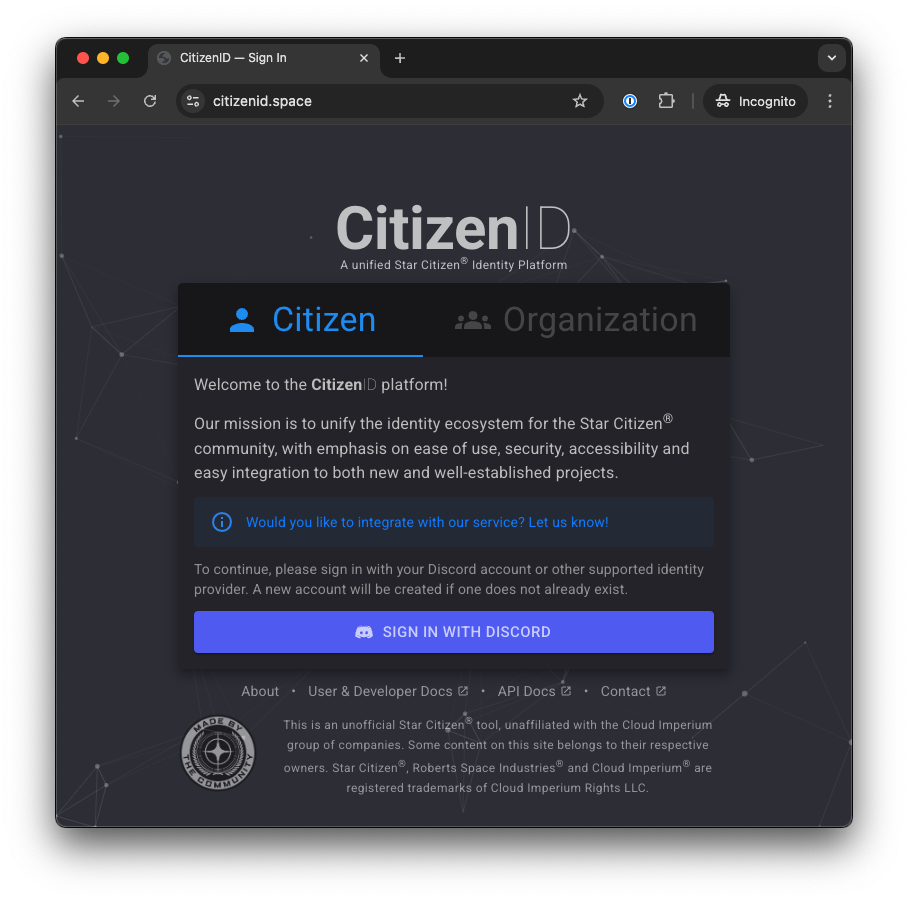 CitizenID — Sign In
citizenid.space
Incognito
CitizenID
A unified Star Citizen® Identity Platform
Citizen
Organization
Welcome to the CitizenID platform!
Our mission is to unify the identity ecosystem for the Star Citizen®
community, with emphasis on ease of use, security, accessibility and
easy integration to both new and well-established projects.
Would you like to integrate with our service? Let us know!
To continue, please sign in with your Discord account or other supported identity
provider. A new account will be created if one does not already exist.
SIGN IN WITH DISCORD
About • User & Developer Docs • API Docs • Contact
MADE BY
THE COMMUNITY
This is an unofficial Star Citizen® tool, unaffiliated with the Cloud Imperium
group of companies. Some content on this site belongs to their respective
owners. Star Citizen®, Roberts Space Industries® and Cloud Imperium® are
registered trademarks of Cloud Imperium Rights LLC.